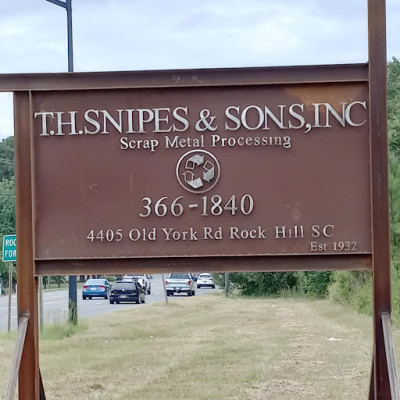 T.H.SNIPES & SONS,INC
Scrap Metal Processing
366-1840
4405 Old York Rd Rock Hill SC
Est 1932